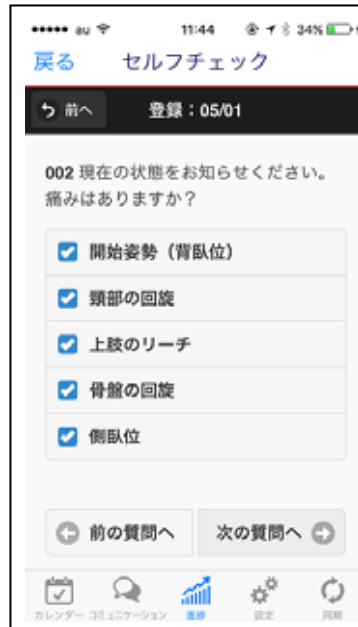 au 11:44 34%
戻る セルフチェック
前へ 登録：05/01
002 現在の状態をお知らせください。
痛みはありますか？
開始姿勢（背臥位）
頸部の回旋
上肢のリーチ
骨盤の回旋
側臥位
前の質問へ 次の質問へ
カレンダー コミュニケーション 進捗 設定 同期